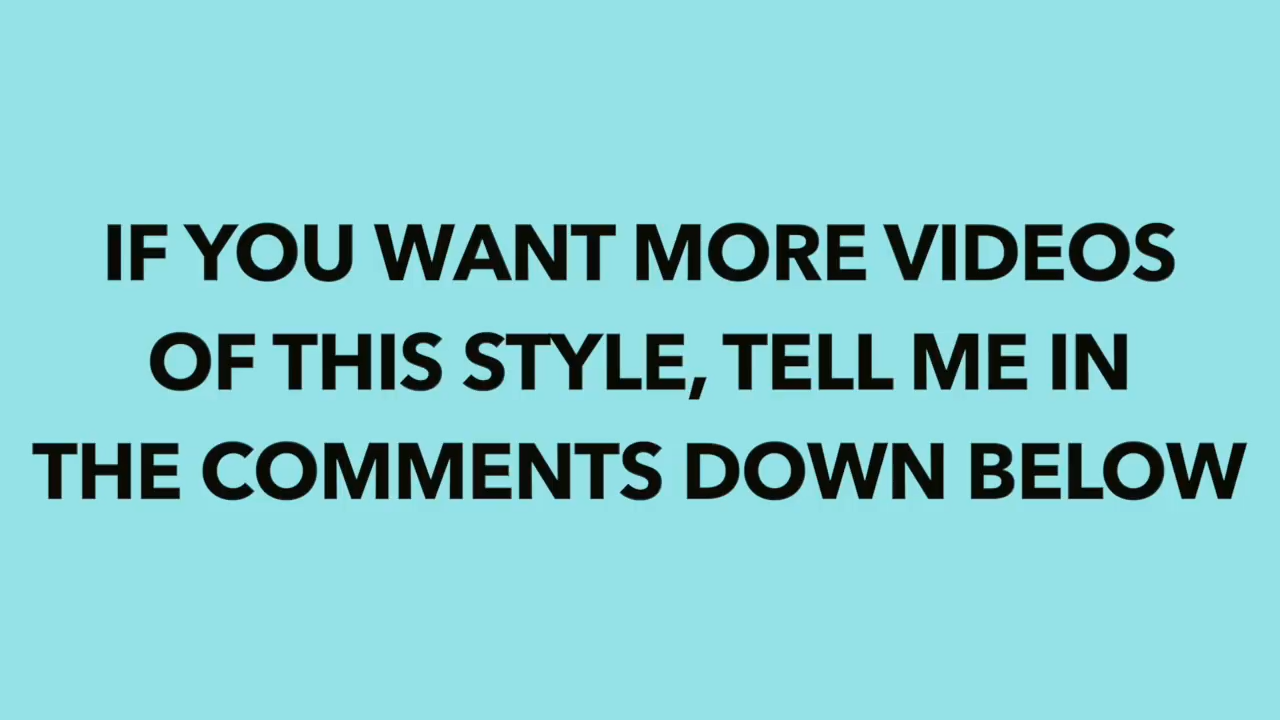 IF YOU WANT MORE VIDEOS
OF THIS STYLE, TELL ME IN
THE COMMENTS DOWN BELOW